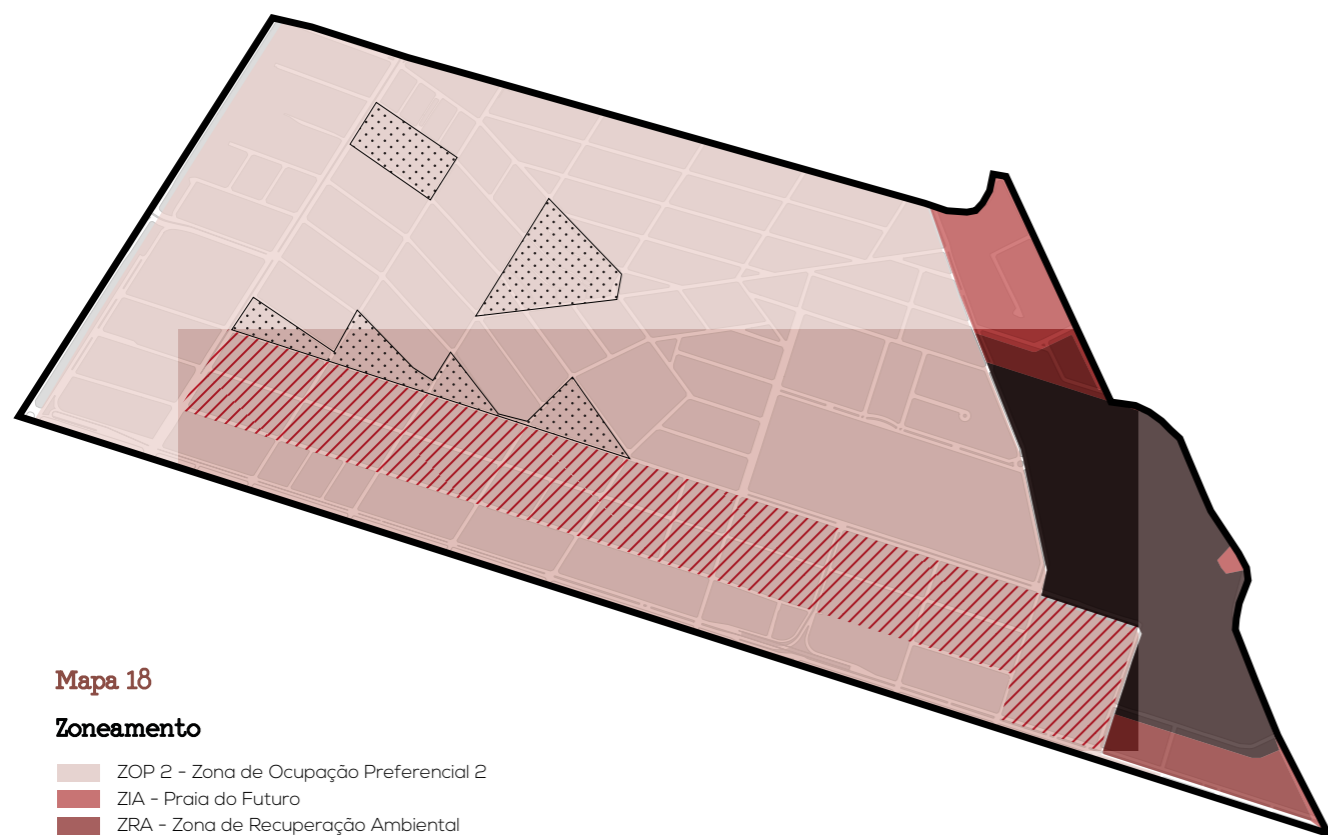 Mapa 18
Zoneamento
ZOP 2 - Zona de Ocupação Preferencial 2
ZIA - Praia do Futuro
ZRA - Zona de Recuperação Ambiental